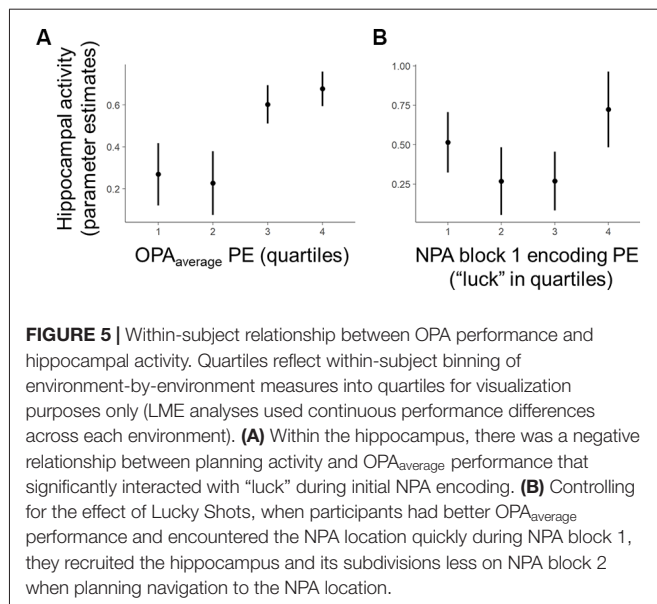 A
Hippocampal activity
(parameter estimates)
0.6
0.4
0.2
1 2 3 4
OPAaverage PE (quartiles)
B
1.00
0.75
0.50
0.25
1 2 3 4
NPA block 1 encoding PE
("luck" in quartiles)
FIGURE 5 | Within-subject relationship between OPA performance and
hippocampal activity. Quartiles reflect within-subject binning of
environment-by-environment measures into quartiles for visualization
purposes only (LME analyses used continuous performance differences
across each environment). (A) Within the hippocampus, there was a negative
relationship between planning activity and OPAaverage performance that
significantly interacted with “luck” during initial NPA encoding. (B) Controlling
for the effect of Lucky Shots, when participants had better OPAaverage
performance and encountered the NPA location quickly during NPA block 1,
they recruited the hippocampus and its subdivisions less on NPA block 2
when planning navigation to the NPA location.